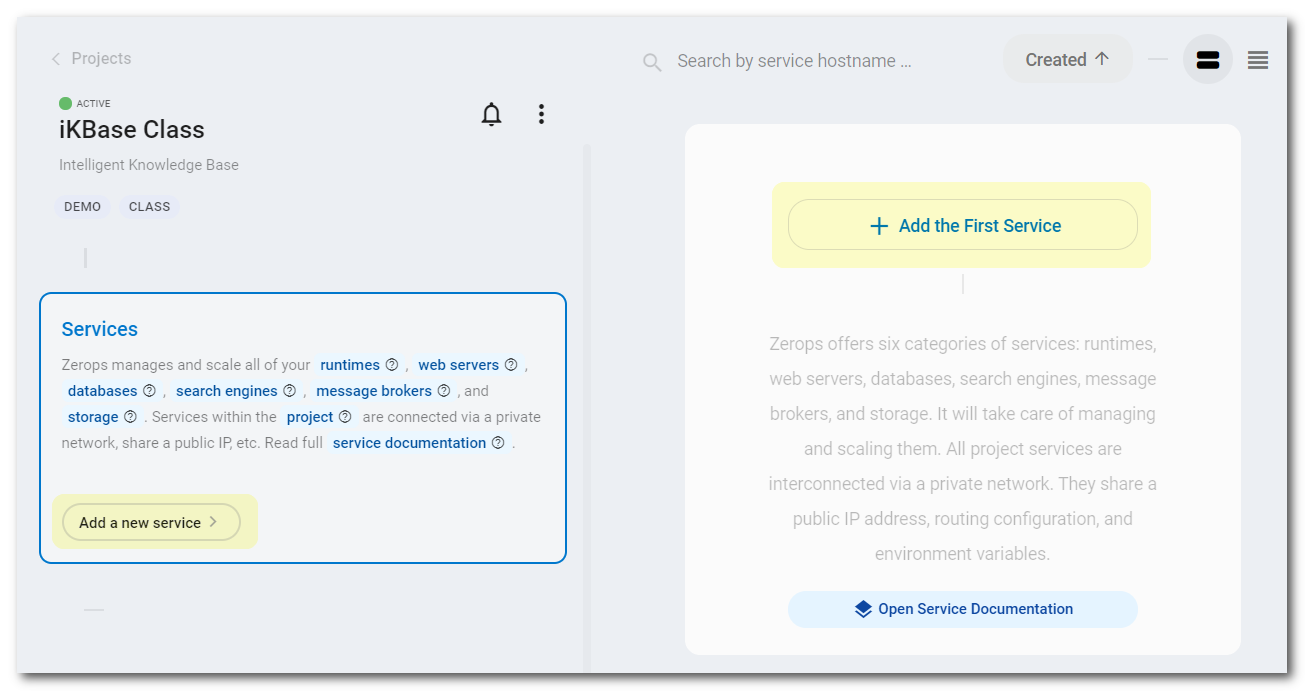 Projects
ACTIVE
iKBase Class
Intelligent Knowledge Base
DEMO CLASS
Services
Zerops manages and scale all of your runtimes , web servers ,
databases , search engines , message brokers , and
storage . Services within the project are connected via a private
network, share a public IP, etc. Read full service documentation .
Add a new service
Search by service hostname ...
Created
Add the First Service
Zerops offers six categories of services: runtimes,
web servers, databases, search engines, message
brokers, and storage. It will take care of managing
and scaling them. All project services are
interconnected via a private network. They share a
public IP address, routing configuration, and
environment variables.
Open Service Documentation